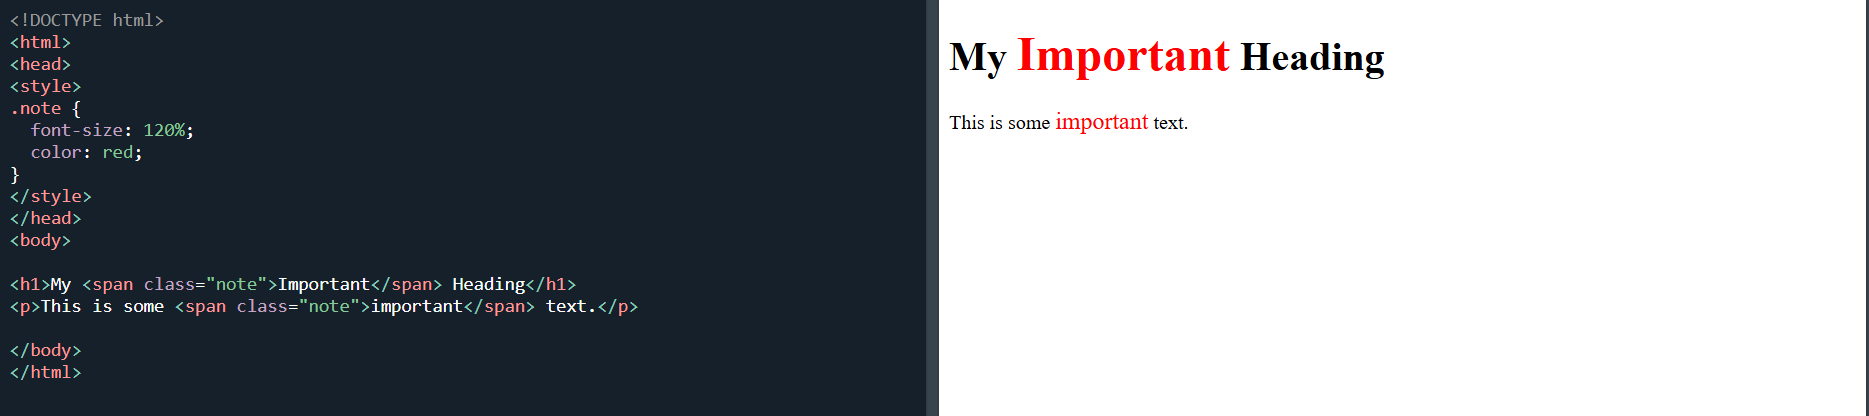 <!DOCTYPE html>
<html>
<head>
<style>
.note {
  font-size: 120%;
  color: red;
}
</style>
</head>
<body>

<h1>My <span class="note">Important</span> Heading</h1>
<p>This is some <span class="note">important</span> text.</p>

</body>
</html>
My Important Heading
This is some important text.